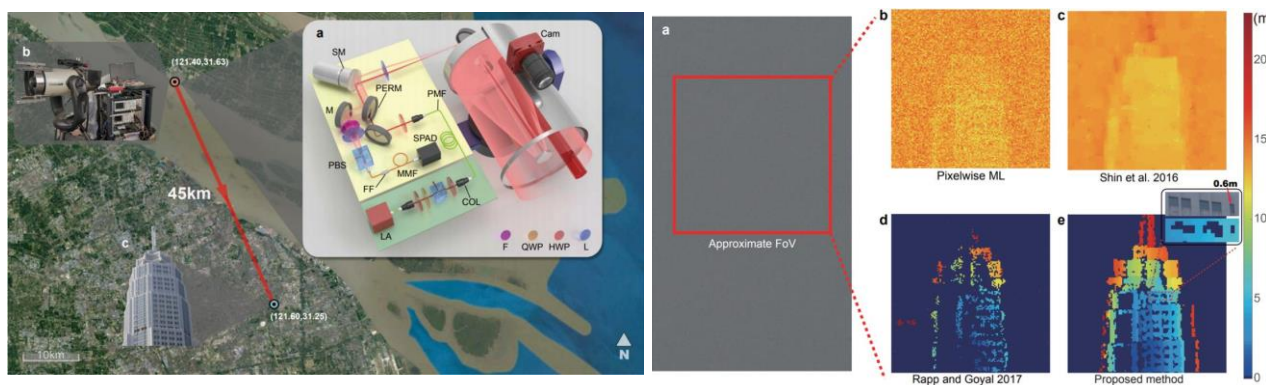 a
Cam
SM
PERM
M
PMF
SPAD
PBS
MMF
FF
COL
LA
F QWP HWP L
b
(121.40,31.63)
45km
c
(121.60,31.25)
10km
N
a
Approximate FoV
b
Pixelwise ML
c
Shin et al. 2016
0.6m
d
Rapp and Goyal 2017
e
Proposed method
(m
20
15
10
5
0